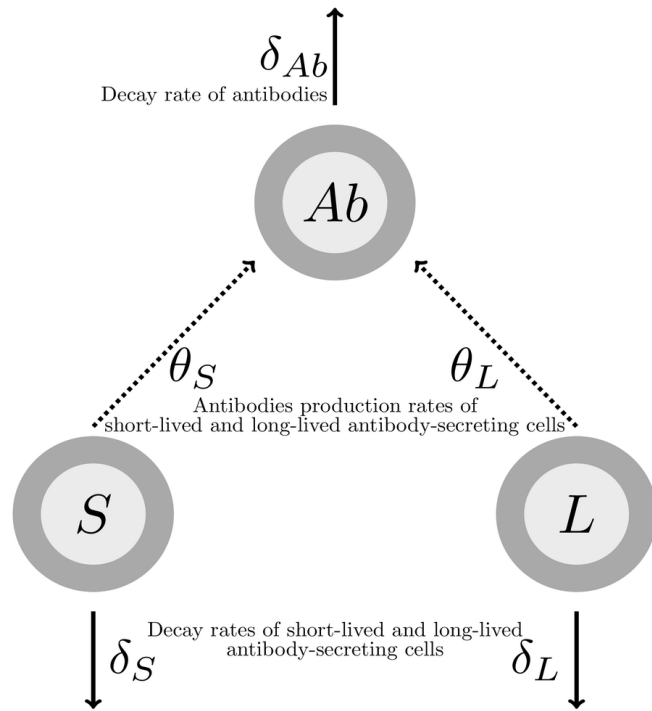 δ_Ab
Decay rate of antibodies
Ab
θ_S
θ_L
Antibodies production rates of
short-lived and long-lived antibody-secreting cells
S
L
Decay rates of short-lived and long-lived
antibody-secreting cells
δ_S
δ_L